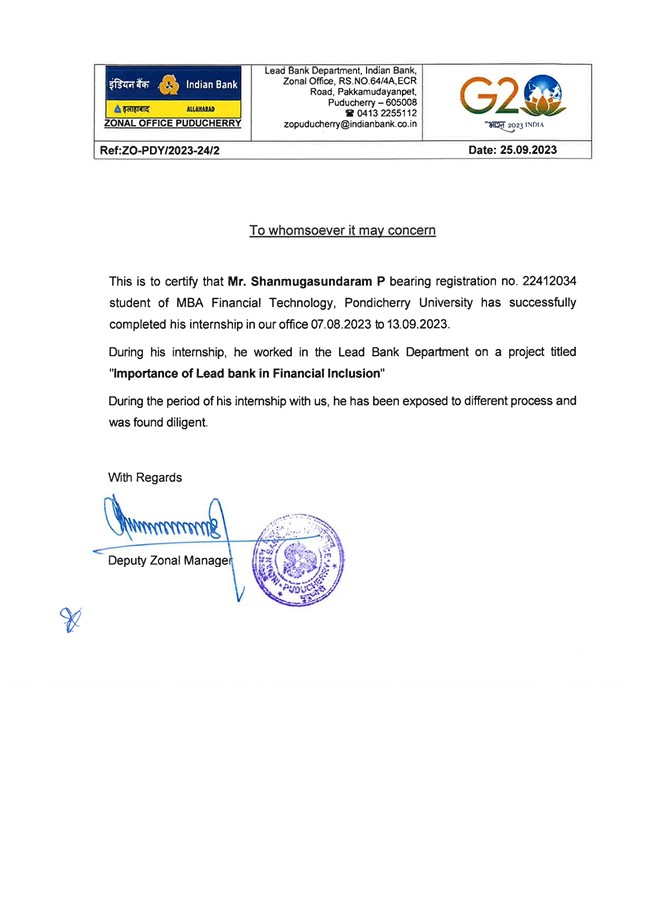 इंडियन बैंक Indian Bank
इलाहाबाद ALLAHABAD
ZONAL OFFICE PUDUCHERRY
Lead Bank Department, Indian Bank,
Zonal Office, RS.NO.64/4A,ECR
Road, Pakkamudayanpet,
Puducherry – 605008
☎ 0413 2255112
zopuducherry@indianbank.co.in
G20
भारत 2023 INDIA
Ref:ZO-PDY/2023-24/2
Date: 25.09.2023
To whomsoever it may concern
This is to certify that Mr. Shanmugasundaram P bearing registration no. 22412034
student of MBA Financial Technology, Pondicherry University has successfully
completed his internship in our office 07.08.2023 to 13.09.2023.
During his internship, he worked in the Lead Bank Department on a project titled
"Importance of Lead bank in Financial Inclusion"
During the period of his internship with us, he has been exposed to different process and
was found diligent.
With Regards
Deputy Zonal Manager
PUDUCHERRY